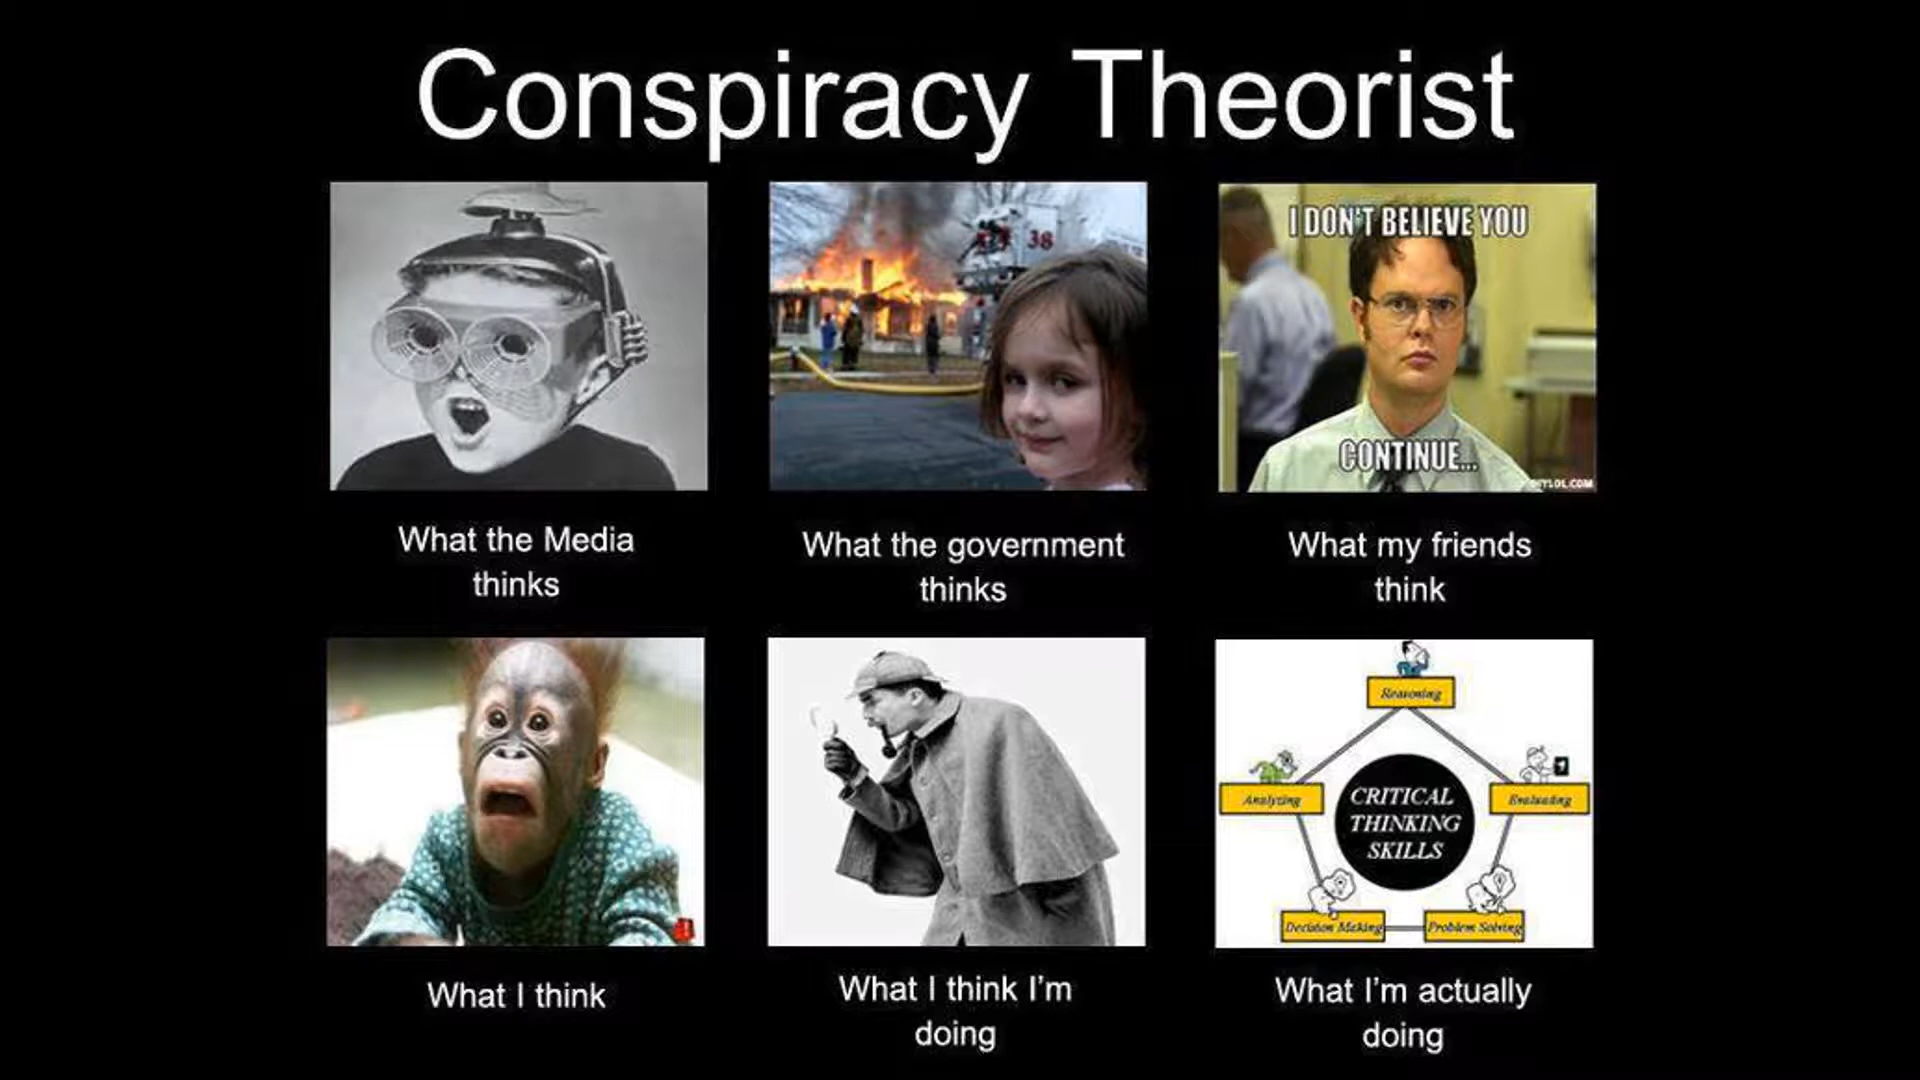 Conspiracy Theorist
38
I DON'T BELIEVE YOU
CONTINUE...
What the Media
thinks
What the government
thinks
What my friends
think
Reasoning
Analyzing
Evaluating
CRITICAL
THINKING
SKILLS
Decision Making
Problem Solving
What I think
What I think I'm
doing
What I'm actually
doing